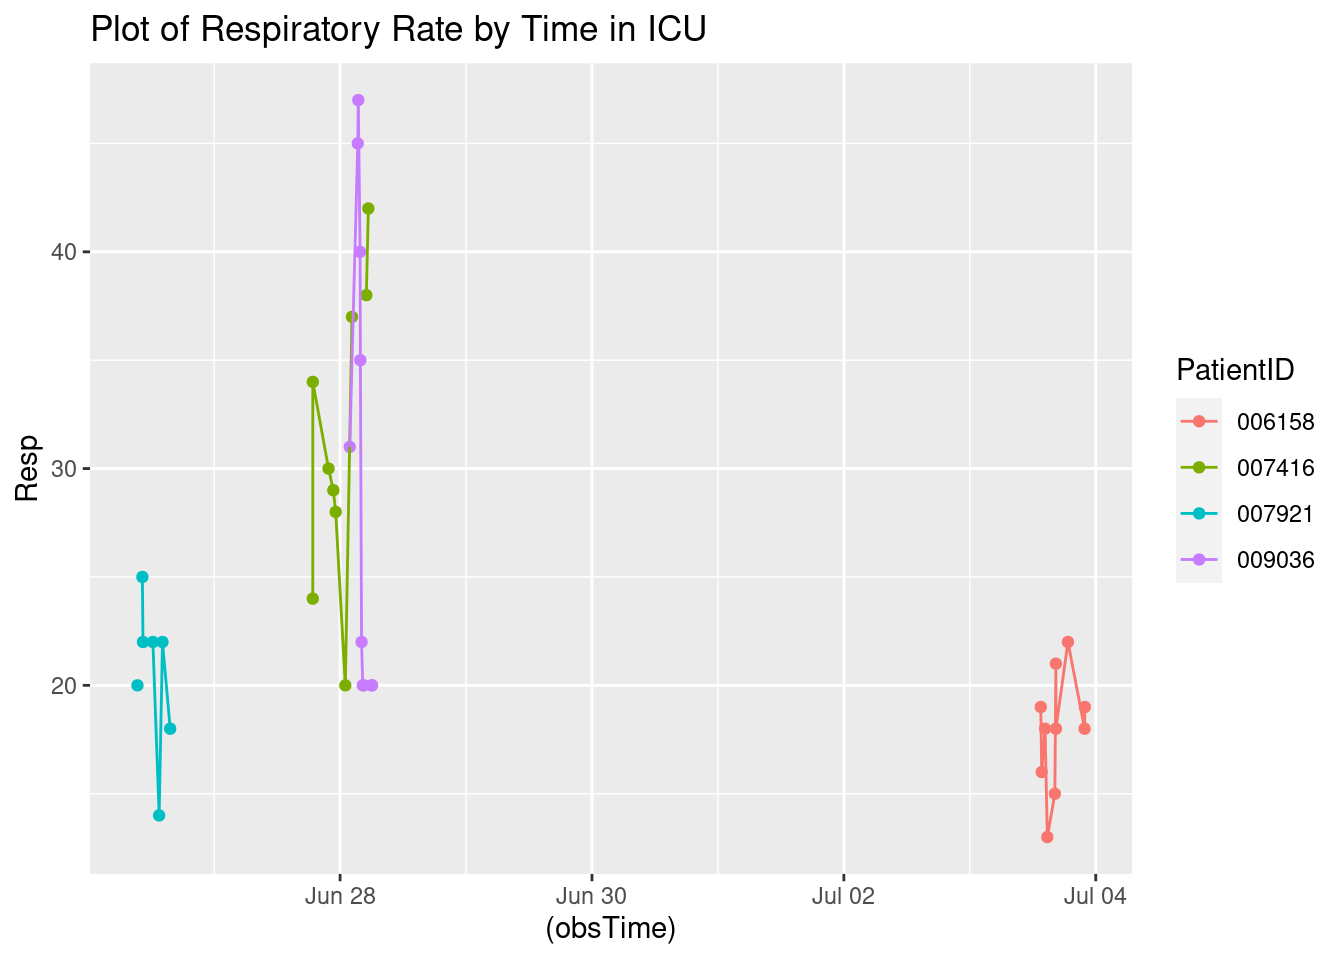 Plot of Respiratory Rate by Time in ICU
Resp
40
30
20
Jun 28
Jun 30
Jul 02
Jul 04
(obsTime)
PatientID
006158
007416
007921
009036